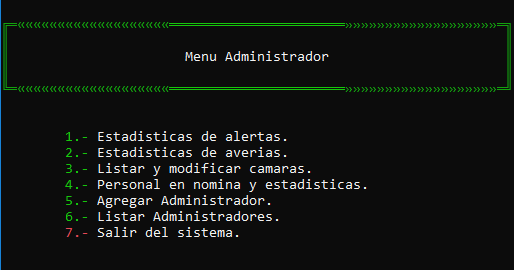 Menu Administrador
1.- Estadisticas de alertas.
2.- Estadisticas de averias.
3.- Listar y modificar camaras.
4.- Personal en nomina y estadisticas.
5.- Agregar Administrador.
6.- Listar Administradores.
7.- Salir del sistema.